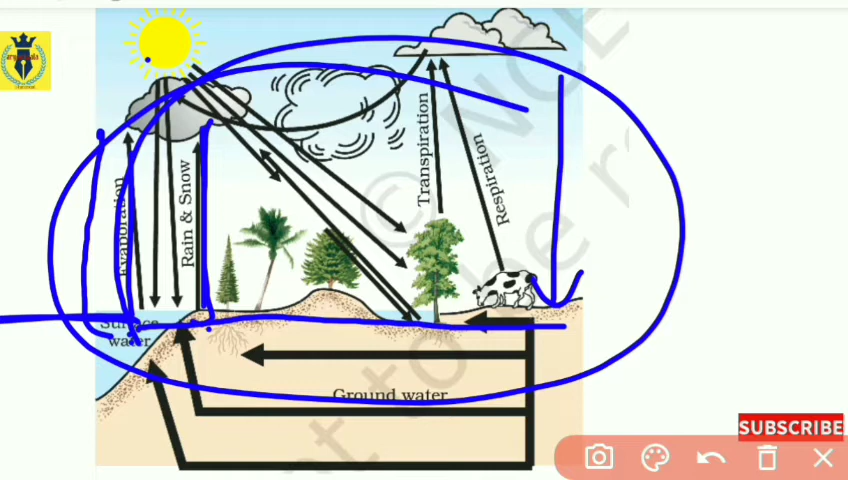 Transpiration
Respiration
Evaporation
Rain & Snow
Surface
water
Ground water
SUBSCRIBE